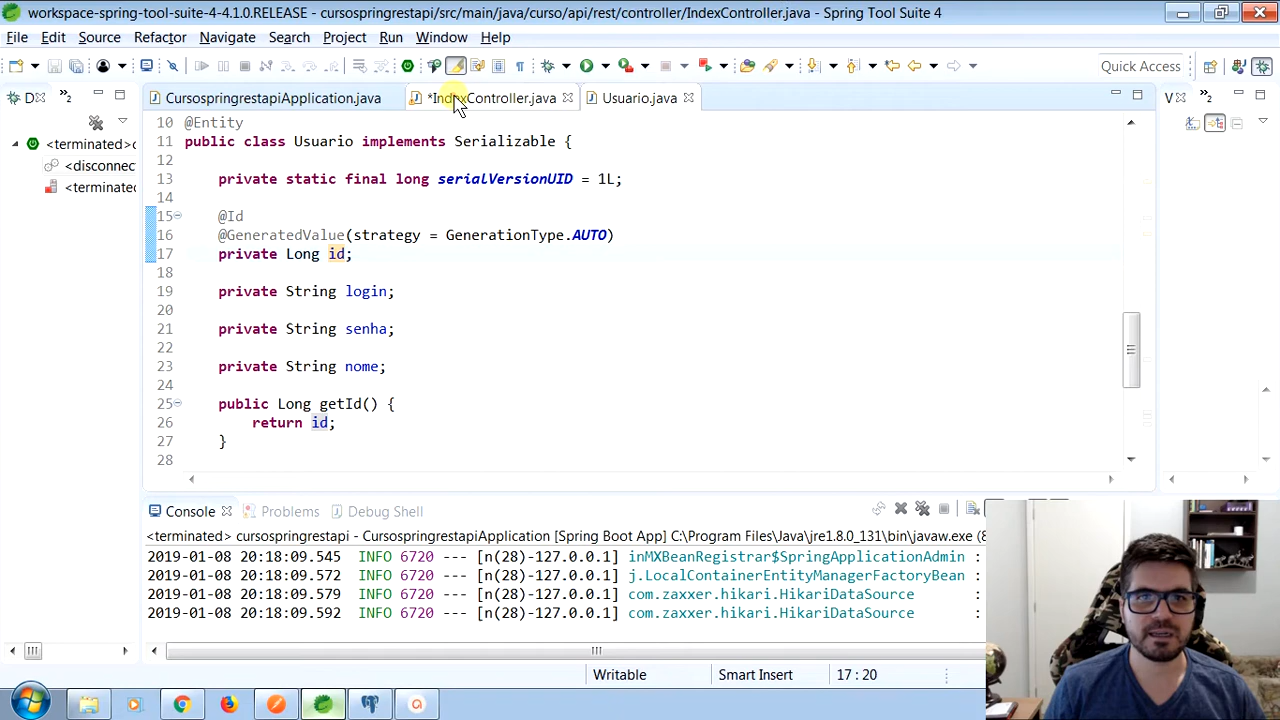 workspace-spring-tool-suite-4-4.1.0.RELEASE - cursospringrestapi/src/main/java/curso/api/rest/controller/IndexController.java - Spring Tool Suite 4
File Edit Source Refactor Navigate Search Project Run Window Help
Quick Access
D »2 CursospringrestapiApplication.java *IndexController.java Usuario.java V »2
10 @Entity
11 public class Usuario implements Serializable {
12
13 private static final long serialVersionUID = 1L;
14
15 @Id
16 @GeneratedValue(strategy = GenerationType.AUTO)
17 private Long id;
18
19 private String login;
20
21 private String senha;
22
23 private String nome;
24
25 public Long getId() {
26 return id;
27 }
28
<terminated>c
<disconnec
<terminated
Console Problems Debug Shell
<terminated> cursospringrestapi - CursospringrestapiApplication [Spring Boot App] C:\Program Files\Java\jre1.8.0_131\bin\javaw.exe (8
2019-01-08 20:18:09.545 INFO 6720 --- [n(28)-127.0.0.1] inMXBeanRegistrar$SpringApplicationAdmin :
2019-01-08 20:18:09.572 INFO 6720 --- [n(28)-127.0.0.1] j.LocalContainerEntityManagerFactoryBean :
2019-01-08 20:18:09.579 INFO 6720 --- [n(28)-127.0.0.1] com.zaxxer.hikari.HikariDataSource :
2019-01-08 20:18:09.592 INFO 6720 --- [n(28)-127.0.0.1] com.zaxxer.hikari.HikariDataSource :
Writable Smart Insert 17 : 20